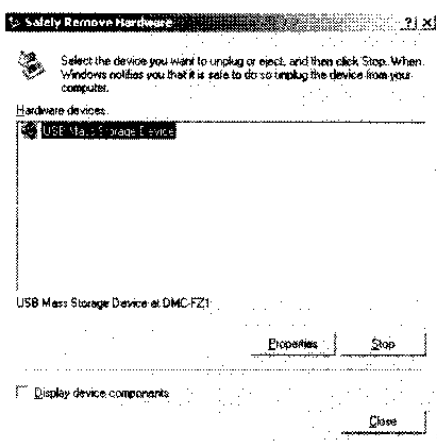 Safely Remove Hardware
Select the device you want to unplug or eject, and then click Stop. When
Windows notifies you that it is safe to do so unplug the device from your
computer.
Hardware devices:
USB Mass Storage Device
USB Mass Storage Device at DMC-FZ1
Properties
Stop
Display device components
Close